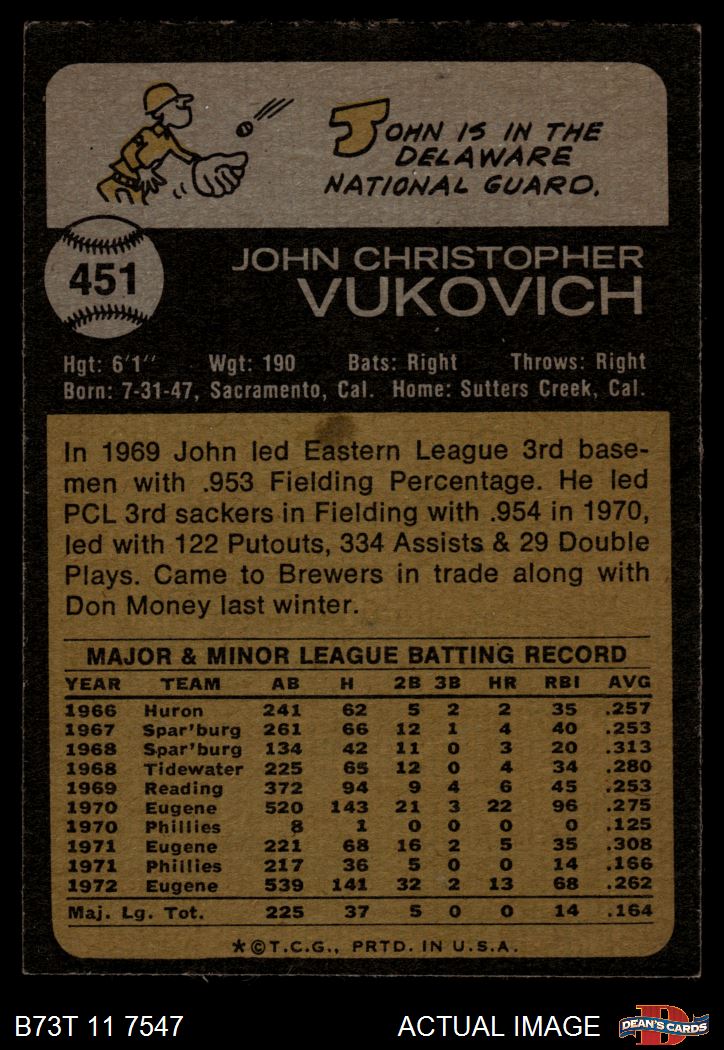 JOHN IS IN THE
DELAWARE
NATIONAL GUARD.
451
JOHN CHRISTOPHER
VUKOVICH
Hgt: 6'1" Wgt: 190 Bats: Right Throws: Right
Born: 7-31-47, Sacramento, Cal. Home: Sutters Creek, Cal.
In 1969 John led Eastern League 3rd base-
men with .953 Fielding Percentage. He led
PCL 3rd sackers in Fielding with .954 in 1970,
led with 122 Putouts, 334 Assists & 29 Double
Plays. Came to Brewers in trade along with
Don Money last winter.
MAJOR & MINOR LEAGUE BATTING RECORD
YEAR TEAM AB H 2B 3B HR RBI AVG
1966 Huron 241 62 5 2 2 35 .257
1967 Spar'burg 261 66 12 1 4 40 .253
1968 Spar'burg 134 42 11 0 3 20 .313
1968 Tidewater 225 65 12 0 4 34 .280
1969 Reading 372 94 9 4 6 45 .253
1970 Eugene 520 143 21 3 22 96 .275
1970 Phillies 8 1 0 0 0 0 .125
1971 Eugene 221 68 16 2 5 35 .308
1971 Phillies 217 36 5 0 0 14 .166
1972 Eugene 539 141 32 2 13 68 .262
Maj. Lg. Tot. 225 37 5 0 0 14 .164
*©T.C.G., PRTD. IN U.S.A.
B73T 11 7547 ACTUAL IMAGE D DEAN'S CARDS